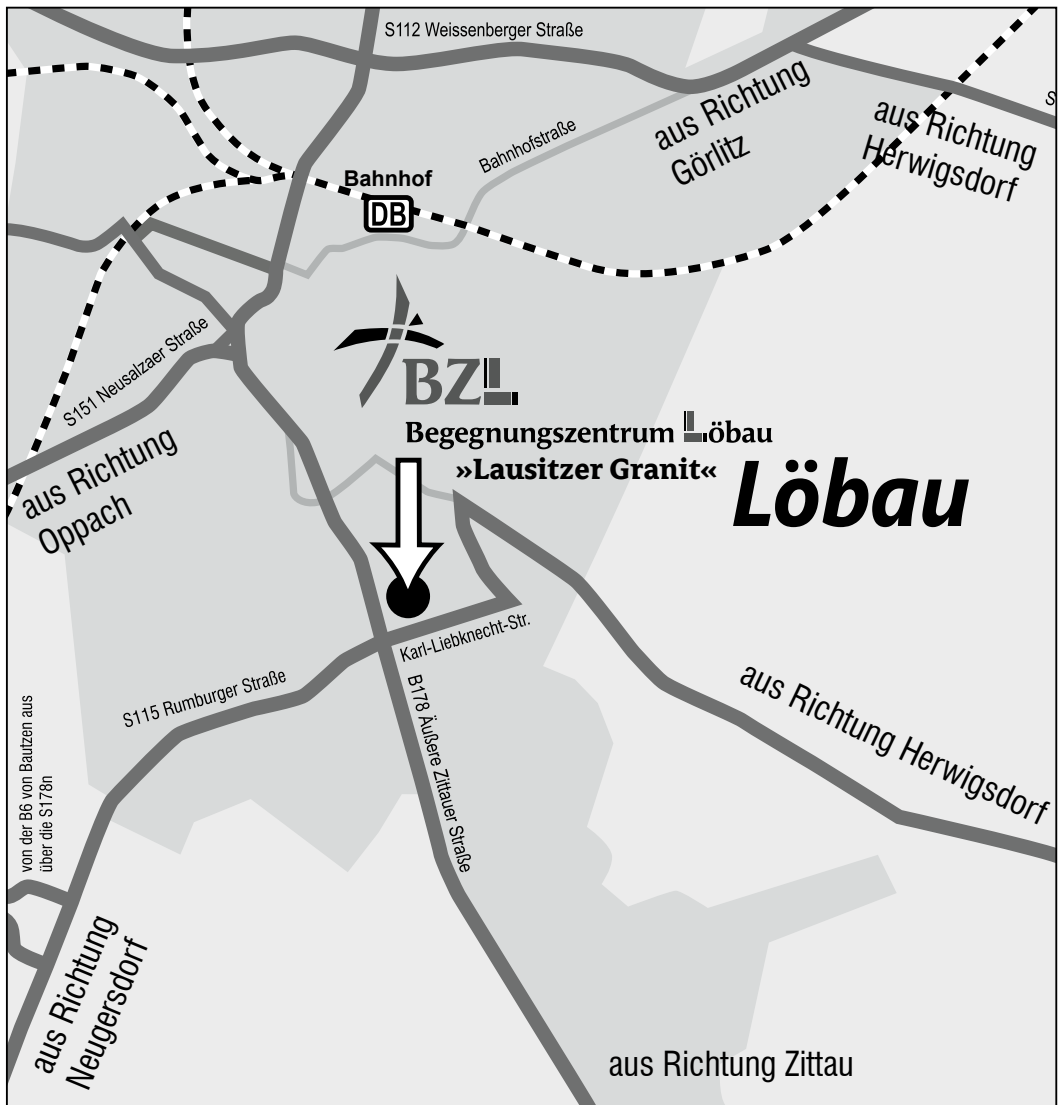 S112 Weissenberger Straße
aus Richtung
Görlitz
aus Richtung
Herwigsdorf
S
Bahnhofstraße
Bahnhof
DB
S151 Neusalzaer Straße
BZL
Begegnungszentrum Löbau
»Lausitzer Granit«
Löbau
aus Richtung
Oppach
Karl-Liebknecht-Str.
S115 Rumburger Straße
B178 Äußere Zittauer Straße
aus Richtung Herwigsdorf
von der B6 von Bautzen aus
über die S178n
aus Richtung
Neugersdorf
aus Richtung Zittau